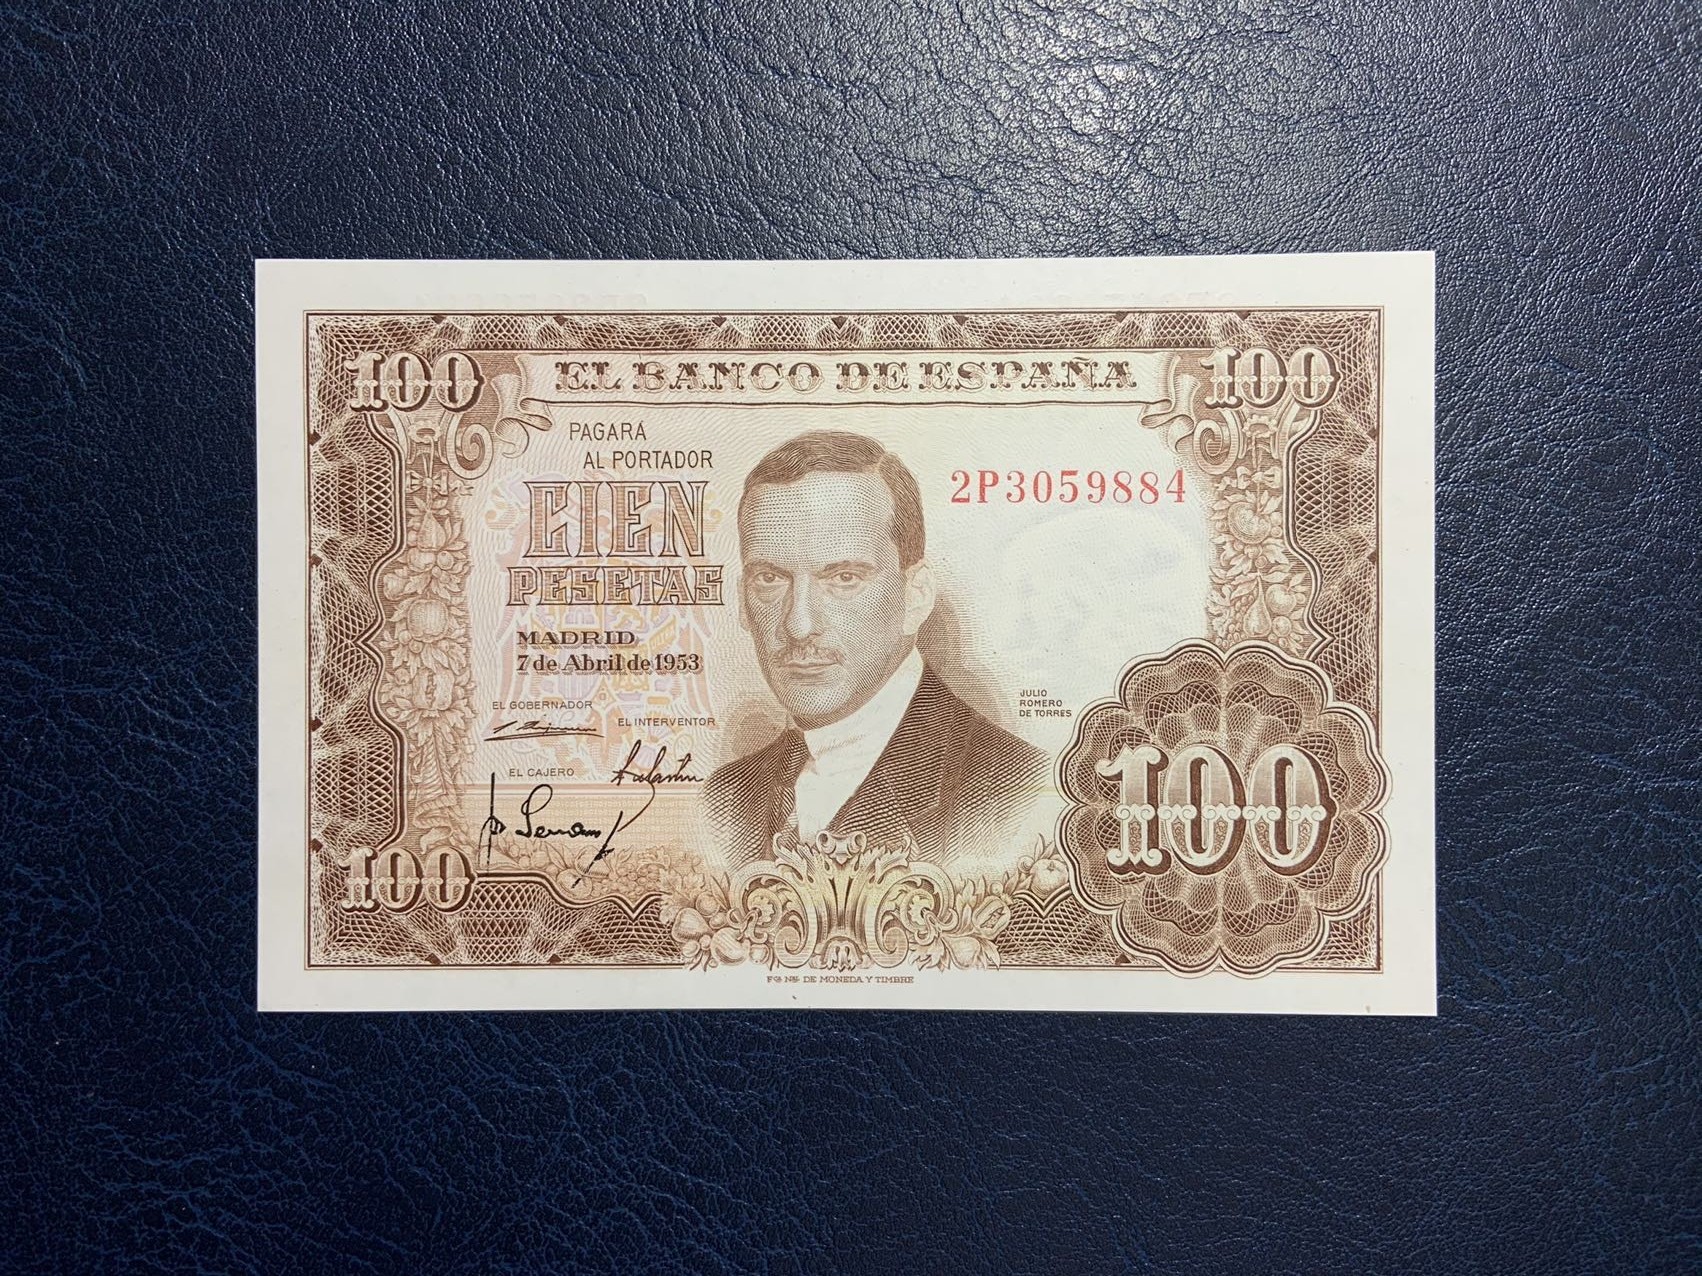 100 EL BANCO DE ESPAÑA 100
PAGARÁ
AL PORTADOR
CIEN
PESETAS
2P3059884
MADRID
7 de Abril de 1953
EL GOBERNADOR
EL INTERVENTOR
EL CAJERO
JULIO
ROMERO
DE TORRES
100
100
Fca Nal DE MONEDA Y TIMBRE